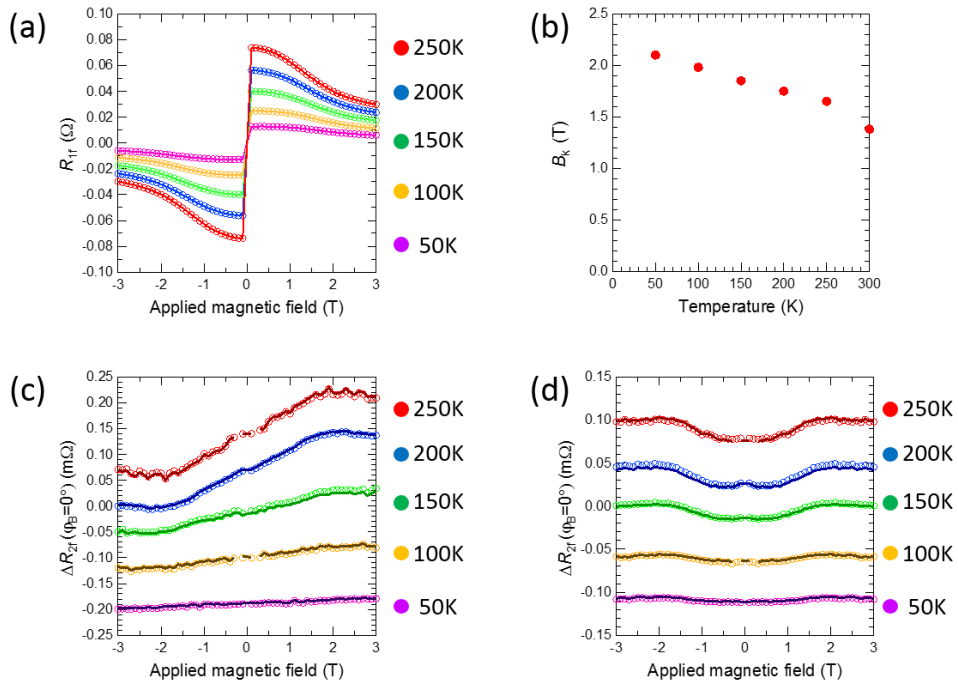 (a)
R1f (Ω)
0.10
0.08
0.06
0.04
0.02
0.00
-0.02
-0.04
-0.06
-0.08
-0.10
-3 -2 -1 0 1 2 3
Applied magnetic field (T)
250K
200K
150K
100K
50K
(b)
Bk (T)
2.5
2.0
1.5
1.0
0.5
0.0
0 50 100 150 200 250 300
Temperature (K)
(c)
ΔR2f (φB=0°) (mΩ)
0.25
0.20
0.15
0.10
0.05
0.00
-0.05
-0.10
-0.15
-0.20
-0.25
-3 -2 -1 0 1 2 3
Applied magnetic field (T)
250K
200K
150K
100K
50K
(d)
ΔR2f (φB=0°) (mΩ)
0.15
0.10
0.05
0.00
-0.05
-0.10
-0.15
-3 -2 -1 0 1 2 3
Applied magnetic field (T)
250K
200K
150K
100K
50K